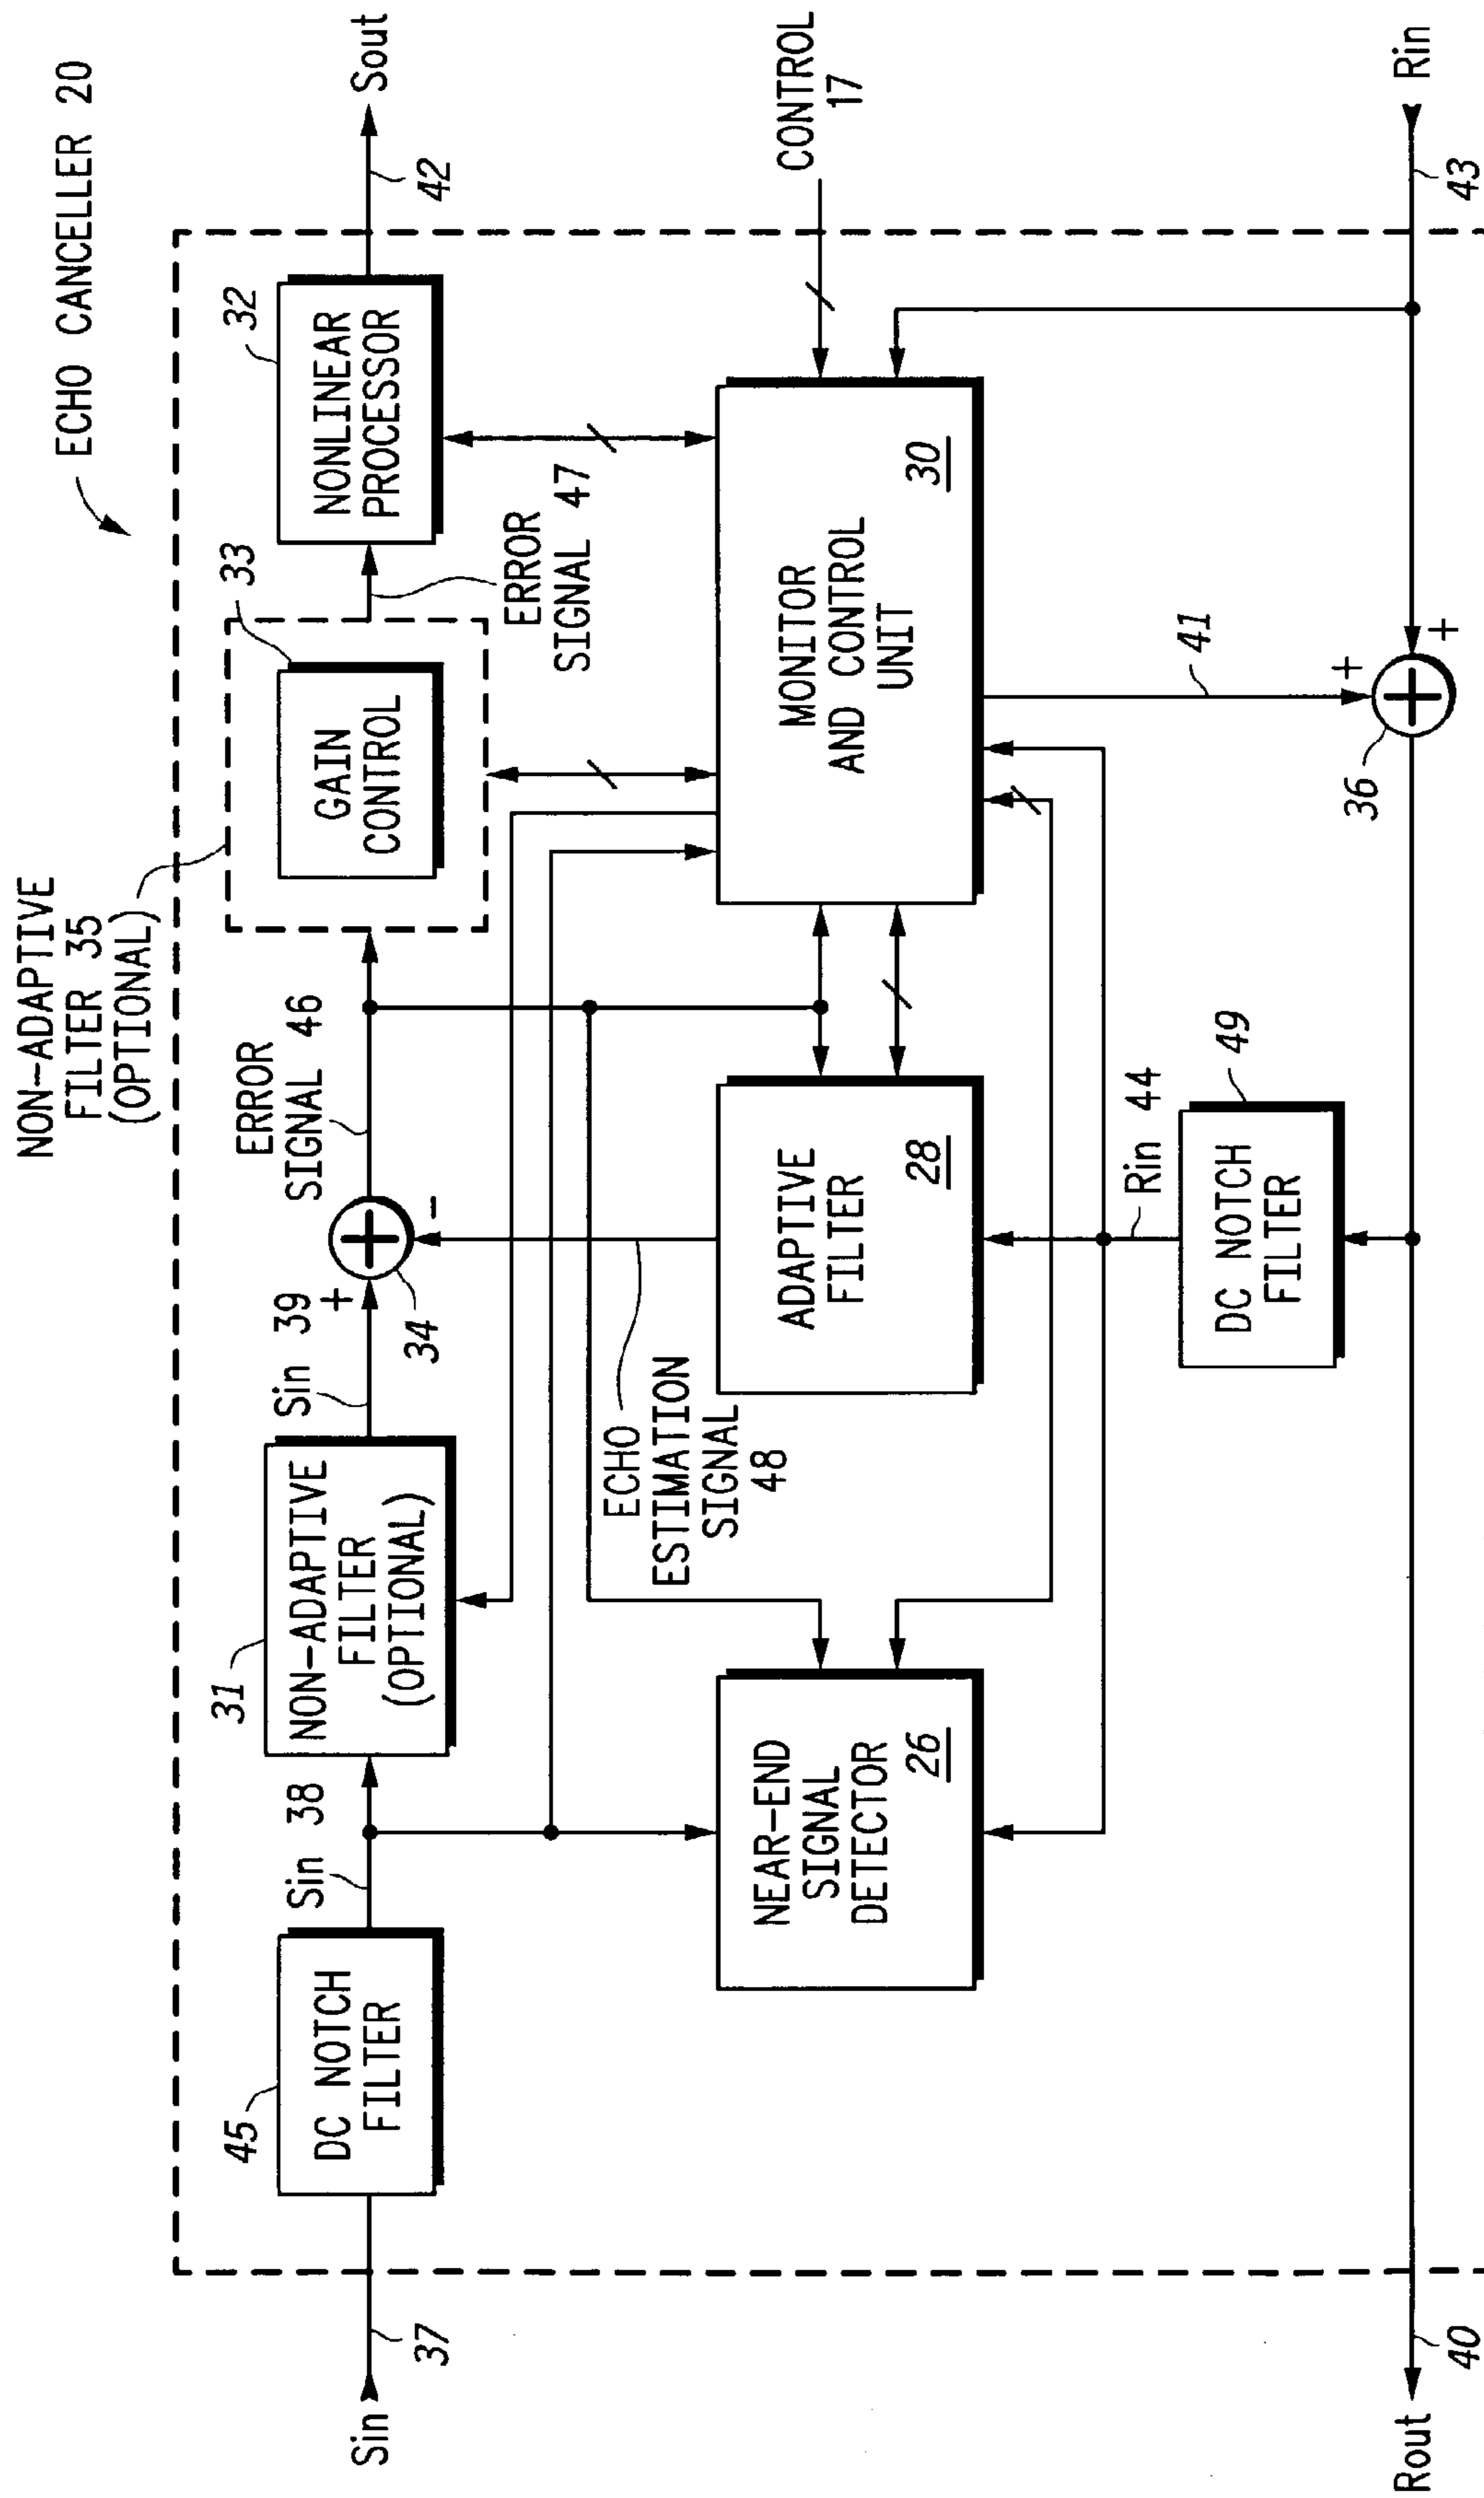 ECHO CANCELLER 20
NON-ADAPTIVE
FILTER 35
(OPTIONAL)
Sin
37
45
DC NOTCH
FILTER
Sin 38
31
NON-ADAPTIVE
FILTER
(OPTIONAL)
Sin 39
+
-
34
ERROR
SIGNAL 46
33
GAIN
CONTROL
ERROR
SIGNAL 47
32
NONLINEAR
PROCESSOR
42
Sout
ECHO
ESTIMATION
SIGNAL
48
NEAR-END
SIGNAL
DETECTOR
26
ADAPTIVE
FILTER
28
MONITOR
AND CONTROL
UNIT
30
CONTROL
17
Rin 44
49
DC NOTCH
FILTER
41
36
+
+
Rout
40
43
Rin